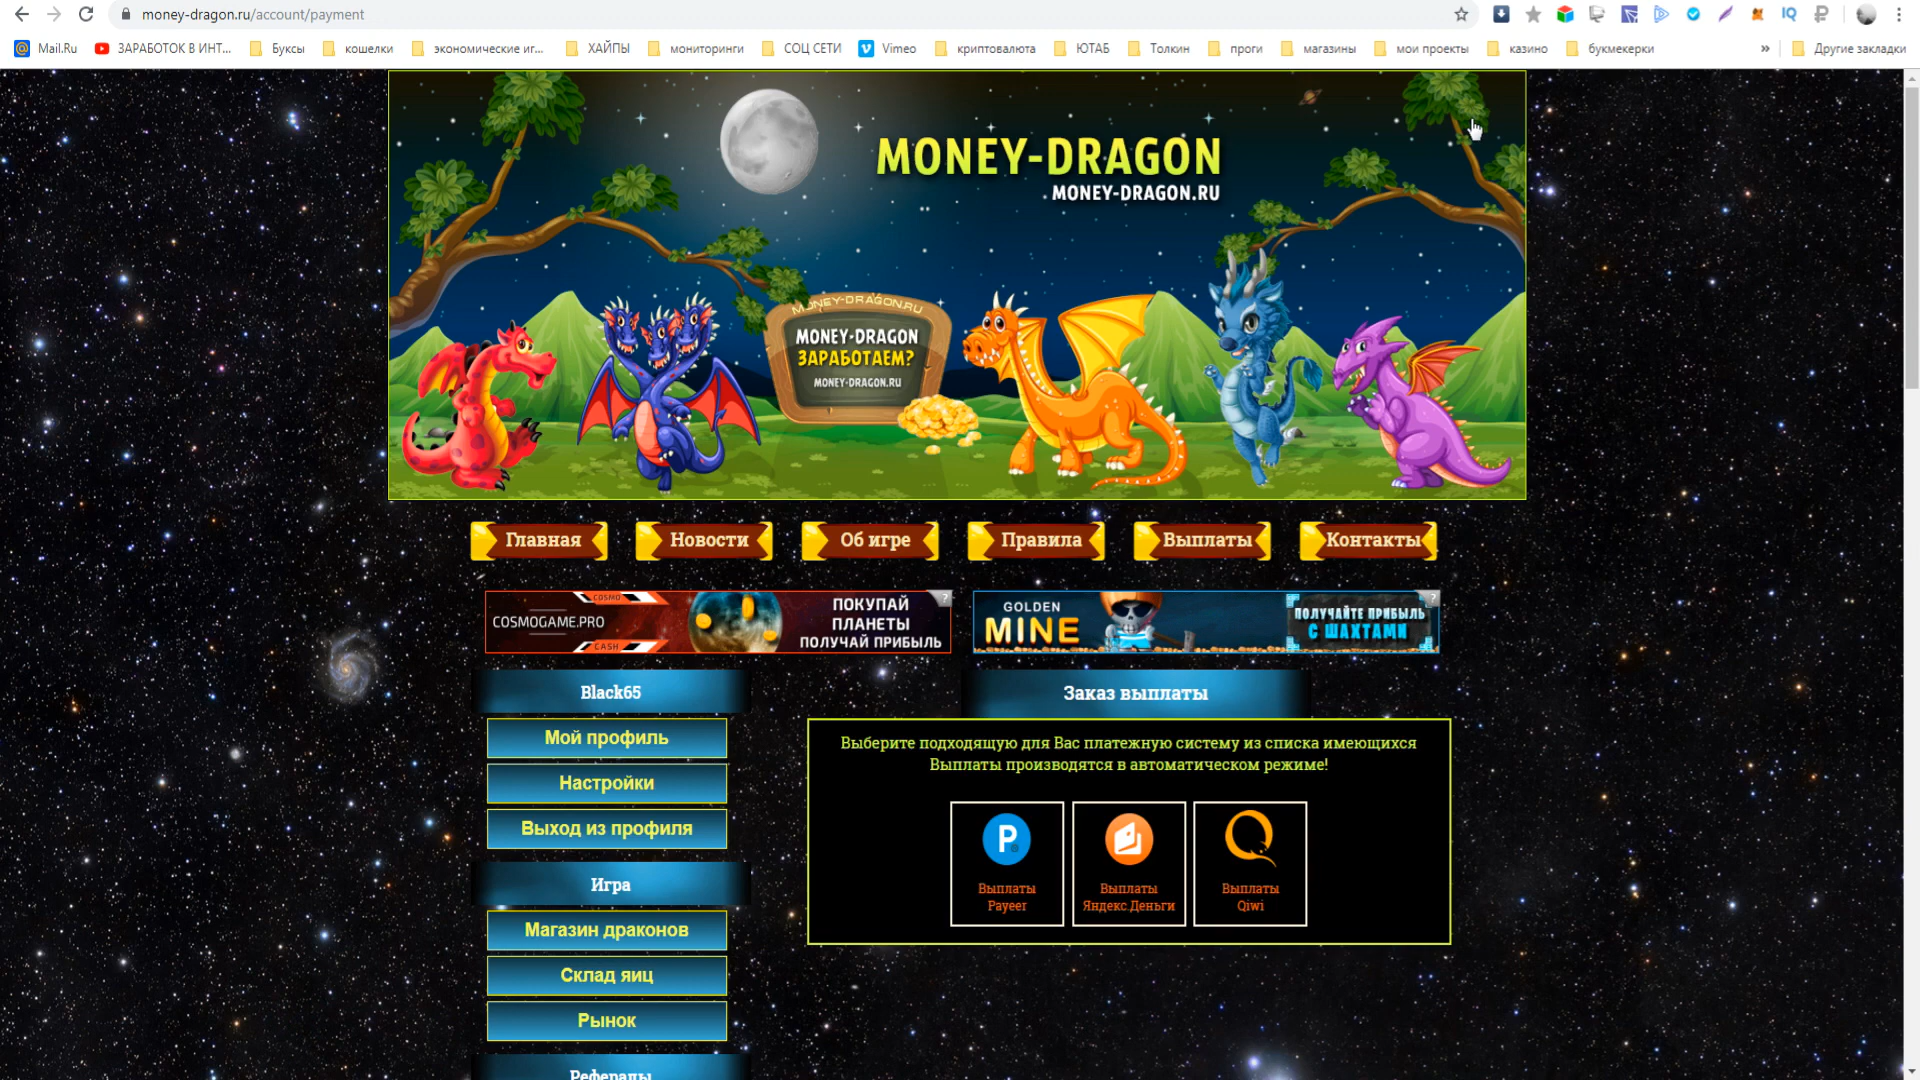 money-dragon.ru/account/payment
Mail.Ru
ЗАРАБОТОК В ИНТ...
Буксы
кошелки
экономические иг...
ХАЙПЫ
мониторинги
СОЦ СЕТИ
Vimeo
криптовалюта
ЮТАБ
Толкин
проги
магазины
мои проекты
казино
букмекерки
»
Другие закладки
MONEY-DRAGON
MONEY-DRAGON.RU
MONEY-DRAGON.RU
MONEY-DRAGON
ЗАРАБОТАЕМ?
MONEY-DRAGON.RU
Главная
Новости
Об игре
Правила
Выплаты
Контакты
COSMO
COSMOGAME.PRO
CASH
ПОКУПАЙ
ПЛАНЕТЫ
ПОЛУЧАЙ ПРИБЫЛЬ
?
GOLDEN
MINE
ПОЛУЧАЙТЕ ПРИБЫЛЬ
С ШАХТАМИ
?
Black65
Мой профиль
Настройки
Выход из профиля
Игра
Магазин драконов
Склад яиц
Рынок
Рефералы
Заказ выплаты
Выберите подходящую для Вас платежную систему из списка имеющихся
Выплаты производятся в автоматическом режиме!
Выплаты
Payeer
Выплаты
Яндекс.Деньги
Выплаты
Qiwi